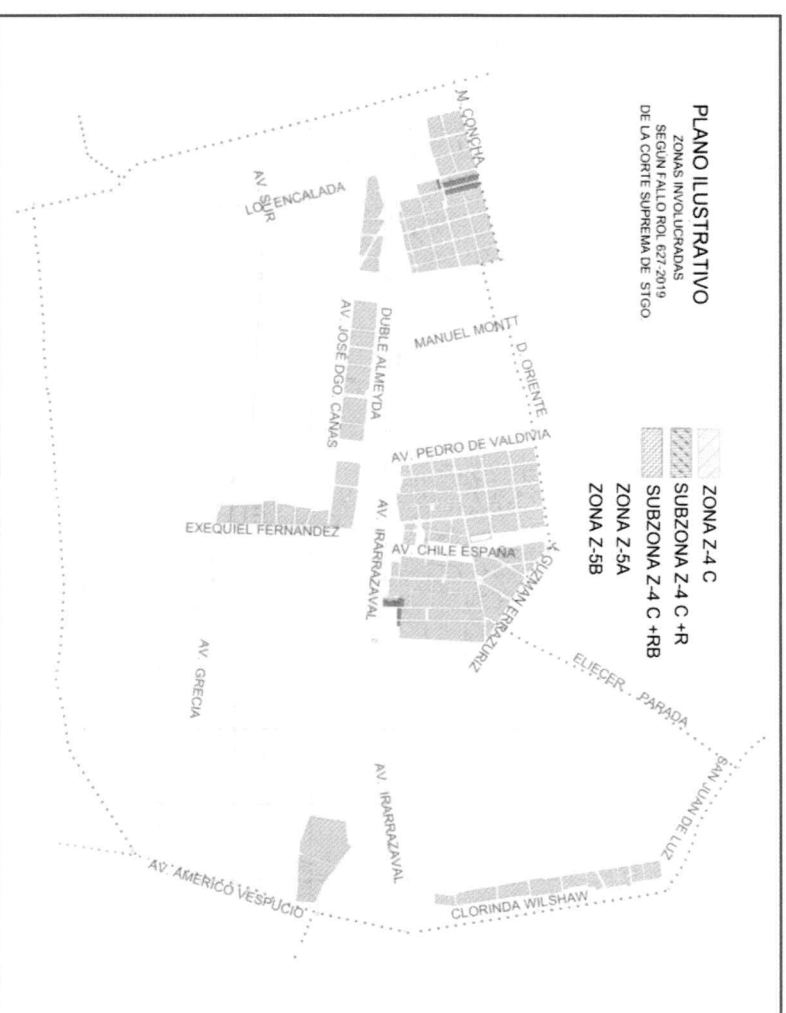 PLANO ILUSTRATIVO
ZONAS INVOLUCRADAS
SEGÚN FALLO ROL 627-2019
DE LA CORTE SUPREMA DE STGO.
ZONA Z-4 C
SUBZONA Z-4 C +R
SUBZONA Z-4 C +RB
ZONA Z-5A
ZONA Z-5B
M. CONCHA
AV. SUR
LO ENCALADA
DUBLE ALMEYDA
AV. JOSÉ DGO. CAÑAS
MANUEL MONTT
D. ORIENTE
AV. PEDRO DE VALDIVIA
EXEQUIEL FERNANDEZ
AV. IRARRAZAVAL
AV. CHILE ESPAÑA
GUZMAN ERRAZURIZ
ELIECER PARADA
AV. GRECIA
SAN JUAN DE LUZ
AV. IRARRAZAVAL
AV. AMERICO VESPUCIO
CLORINDA WILSHAW